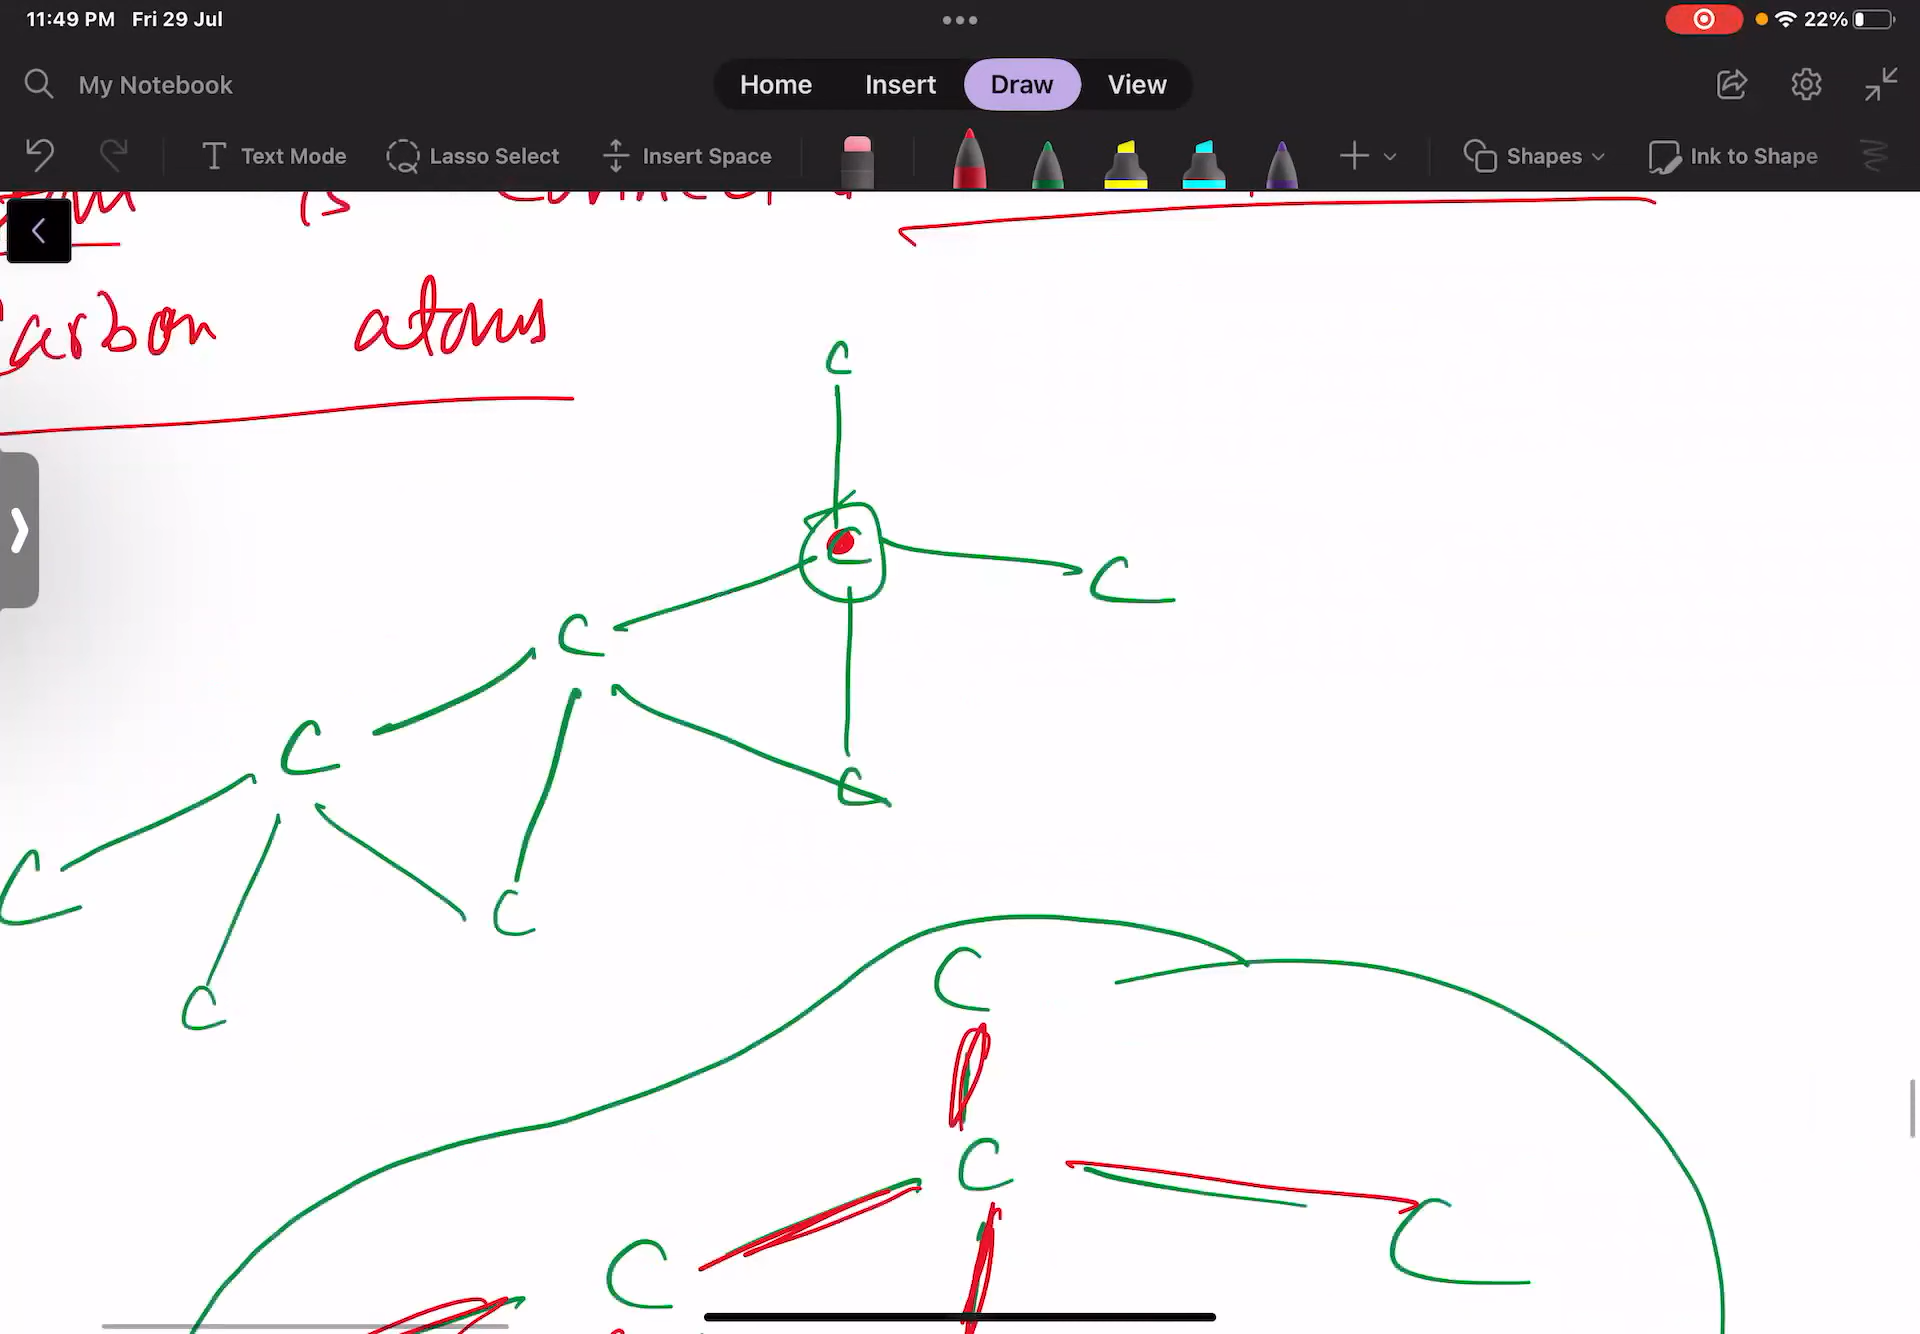 11:49 PM Fri 29 Jul
22%
My Notebook
Home Insert Draw View
Text Mode Lasso Select Insert Space Shapes Ink to Shape
is
arbon atoms
C
C
C
C
C
C
C
C
C
C
C
C
C